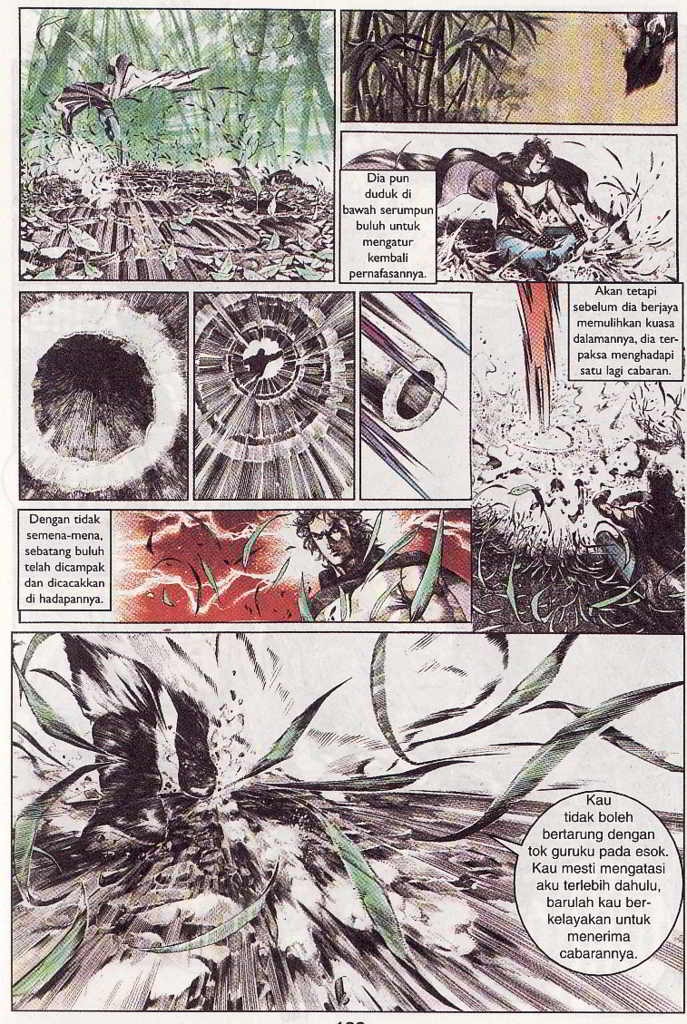 Dia pun
duduk di
bawah serumpun
buluh untuk
mengatur
kembali
pernafasannya.
Akan tetapi
sebelum dia berjaya
memulihkan kuasa
dalamannya, dia ter-
paksa menghadapi
satu lagi cabaran.
Dengan tidak
semena-mena,
sebatang buluh
telah dicampak
dan dicacakkan
di hadapannya.
Kau
tidak boleh
bertarung dengan
tok guruku pada esok.
Kau mesti mengatasi
aku terlebih dahulu,
barulah kau ber-
kelayakan untuk
menerima
cabarannya.